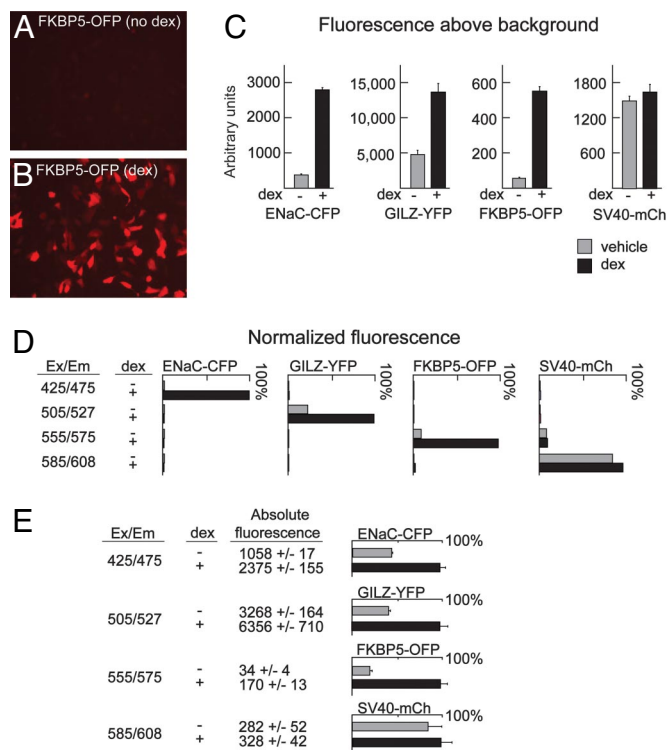 A FKBP5-OFP (no dex)
B FKBP5-OFP (dex)
C Fluorescence above background
Arbitrary units
3000
2000
1000
dex - +
ENaC-CFP
15,000
10,000
5,000
dex - +
GILZ-YFP
600
400
200
dex - +
FKBP5-OFP
1800
1200
600
dex - +
SV40-mCh
vehicle
dex
D Normalized fluorescence
Ex/Em dex ENaC-CFP 100% GILZ-YFP 100% FKBP5-OFP 100% SV40-mCh 100%
425/475 - +
505/527 - +
555/575 - +
585/608 - +
E
Ex/Em dex Absolute fluorescence
ENaC-CFP 100%
425/475
- 1058 +/- 17
+ 2375 +/- 155
GILZ-YFP 100%
505/527
- 3268 +/- 164
+ 6356 +/- 710
FKBP5-OFP 100%
555/575
- 34 +/- 4
+ 170 +/- 13
SV40-mCh 100%
585/608
- 282 +/- 52
+ 328 +/- 42